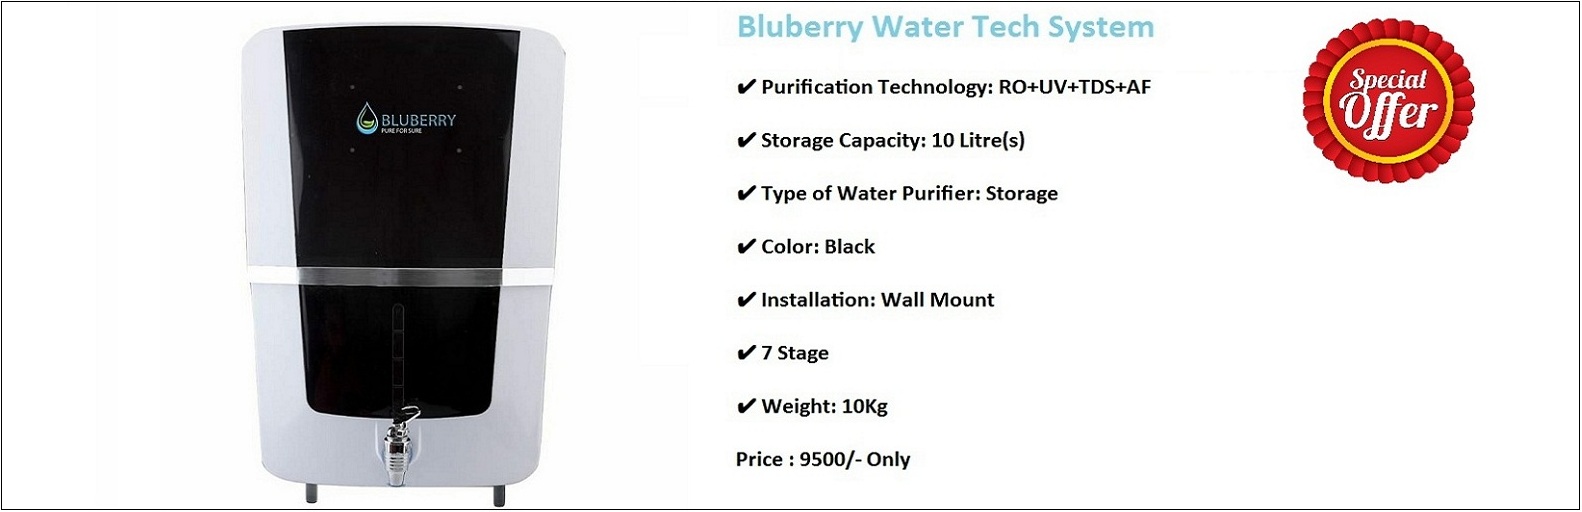 Bluberry Water Tech System
✔ Purification Technology: RO+UV+TDS+AF
✔ Storage Capacity: 10 Litre(s)
✔ Type of Water Purifier: Storage
✔ Color: Black
✔ Installation: Wall Mount
✔ 7 Stage
✔ Weight: 10Kg
Price : 9500/- Only
BLUBERRY
PURE FOR SURE
Special
Offer